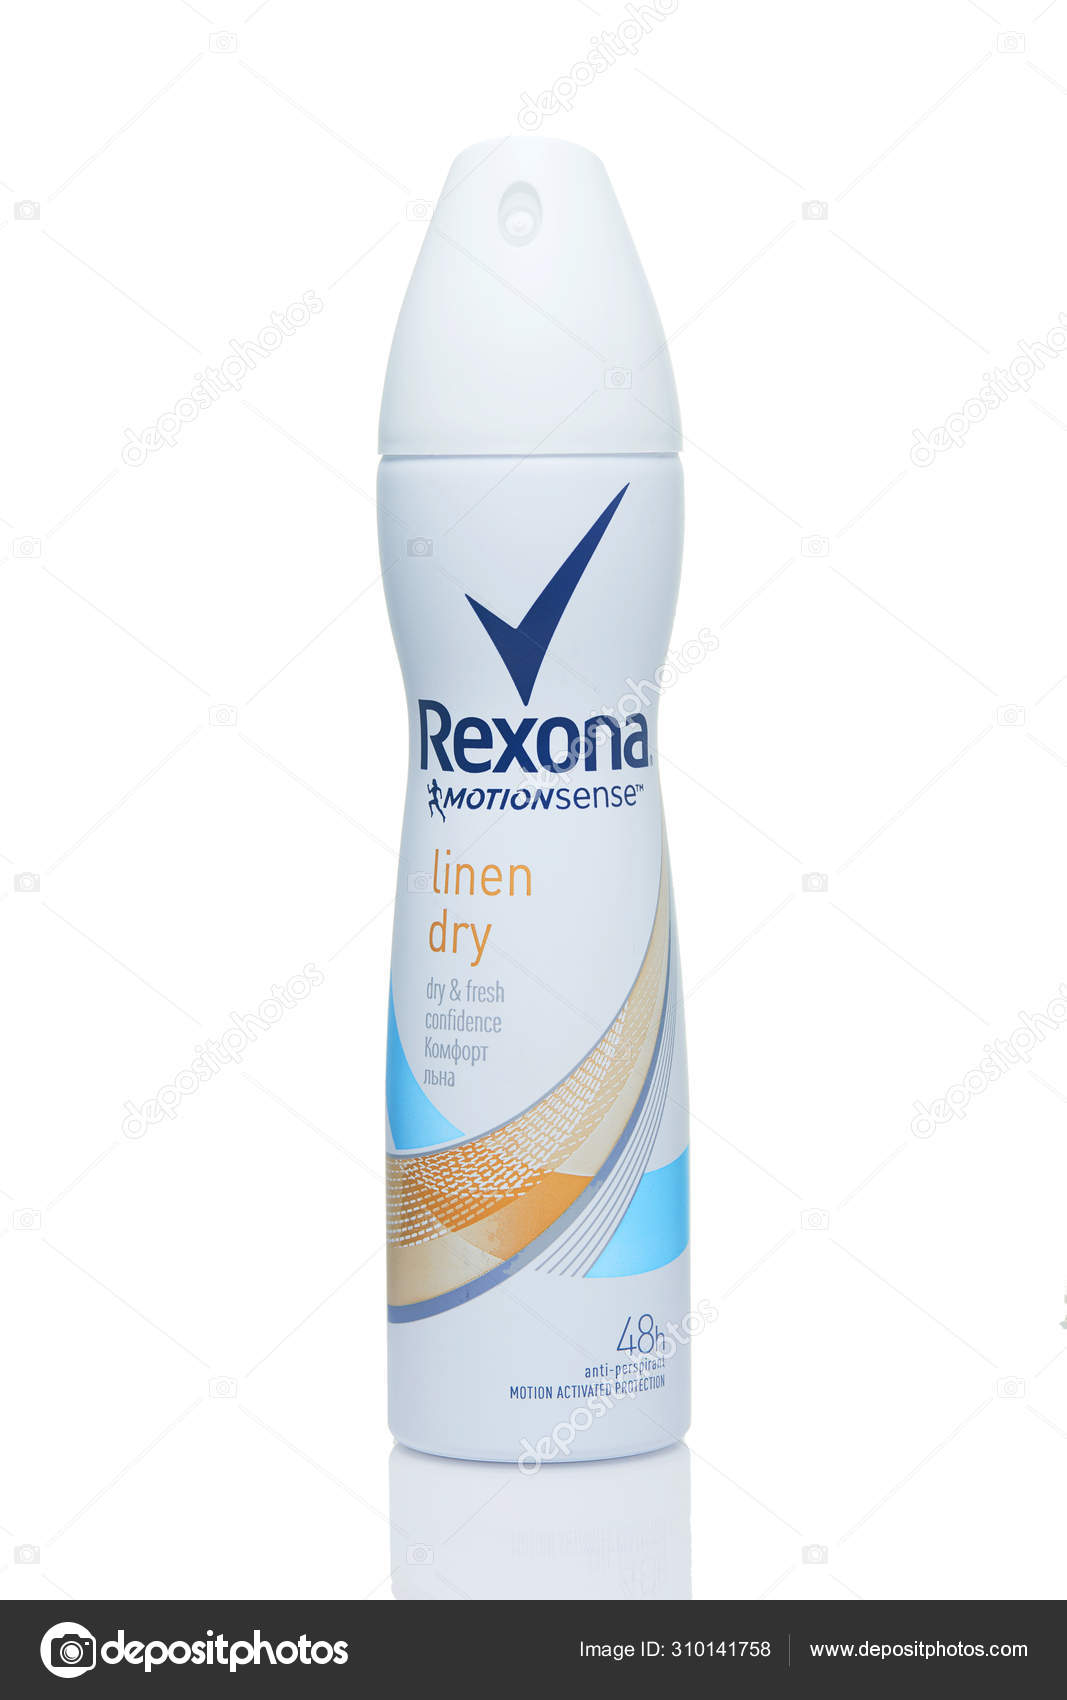 Rexona
MOTIONsense™
linen
dry
dry & fresh
confidence
Комфорт
льна
48h
anti-perspirant
MOTION ACTIVATED PROTECTION
depositphotos
Image ID: 310141758
www.depositphotos.com